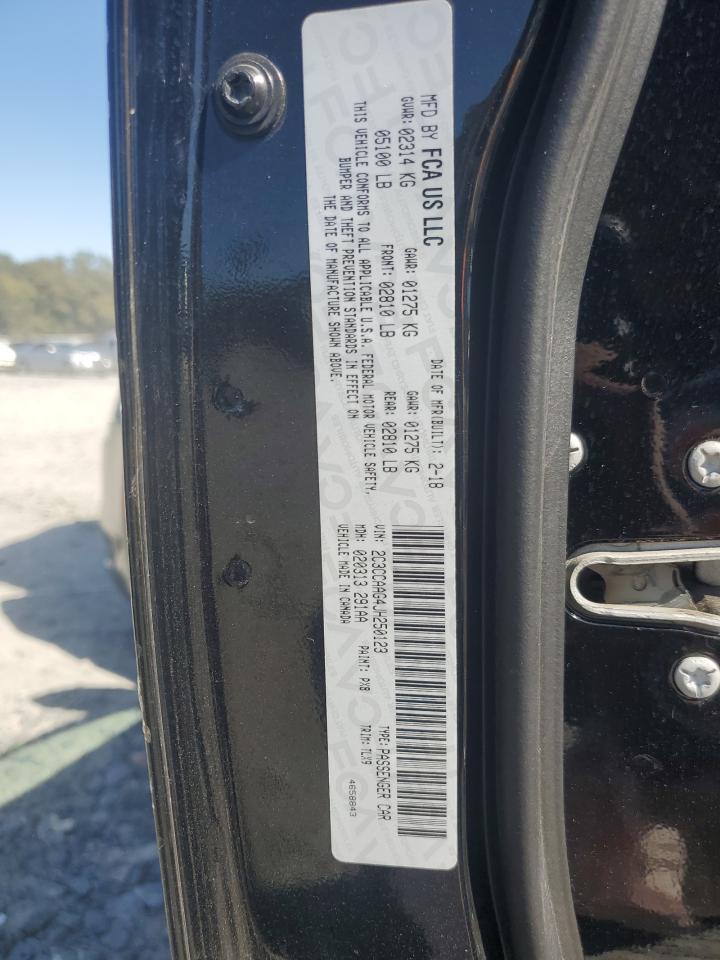 MFD BY FCA US LLC
DATE OF MFR(BUILT): 2-18
GVWR: 02314 KG
GAWR: 01275 KG
GAWR: 01275 KG
05100 LB
FRONT: 02810 LB
REAR: 02810 LB
THIS VEHICLE CONFORMS TO ALL APPLICABLE U.S.A. FEDERAL MOTOR VEHICLE SAFETY,
BUMPER AND THEFT PREVENTION STANDARDS IN EFFECT ON
THE DATE OF MANUFACTURE SHOWN ABOVE.
VIN: 2C3CCAAG4JH250123
TYPE: PASSENGER CAR
MDH: 020313 291AA
PAINT: PX8
TRIM: TLX9
VEHICLE MADE IN CANADA
4658843